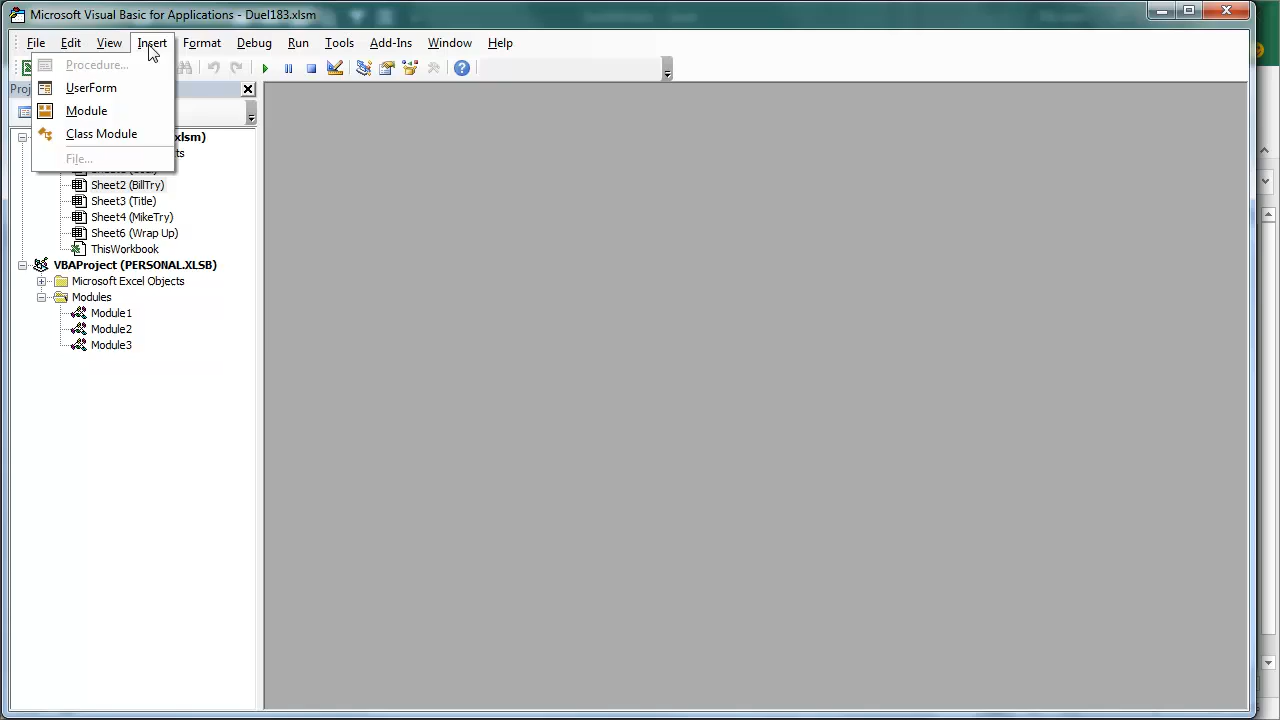 Microsoft Visual Basic for Applications - Duel183.xlsm
File Edit View Insert Format Debug Run Tools Add-Ins Window Help
Procedure...
UserForm
Module
Class Module
File...
xlsm)
Sheet2 (BillTry)
Sheet3 (Title)
Sheet4 (MikeTry)
Sheet6 (Wrap Up)
ThisWorkbook
VBAProject (PERSONAL.XLSB)
Microsoft Excel Objects
Modules
Module1
Module2
Module3